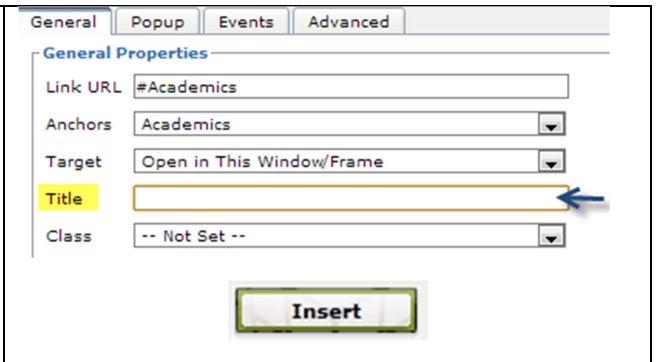 General Popup Events Advanced
General Properties
Link URL #Academics
Anchors Academics
Target Open in This Window/Frame
Title
Class -- Not Set --
Insert